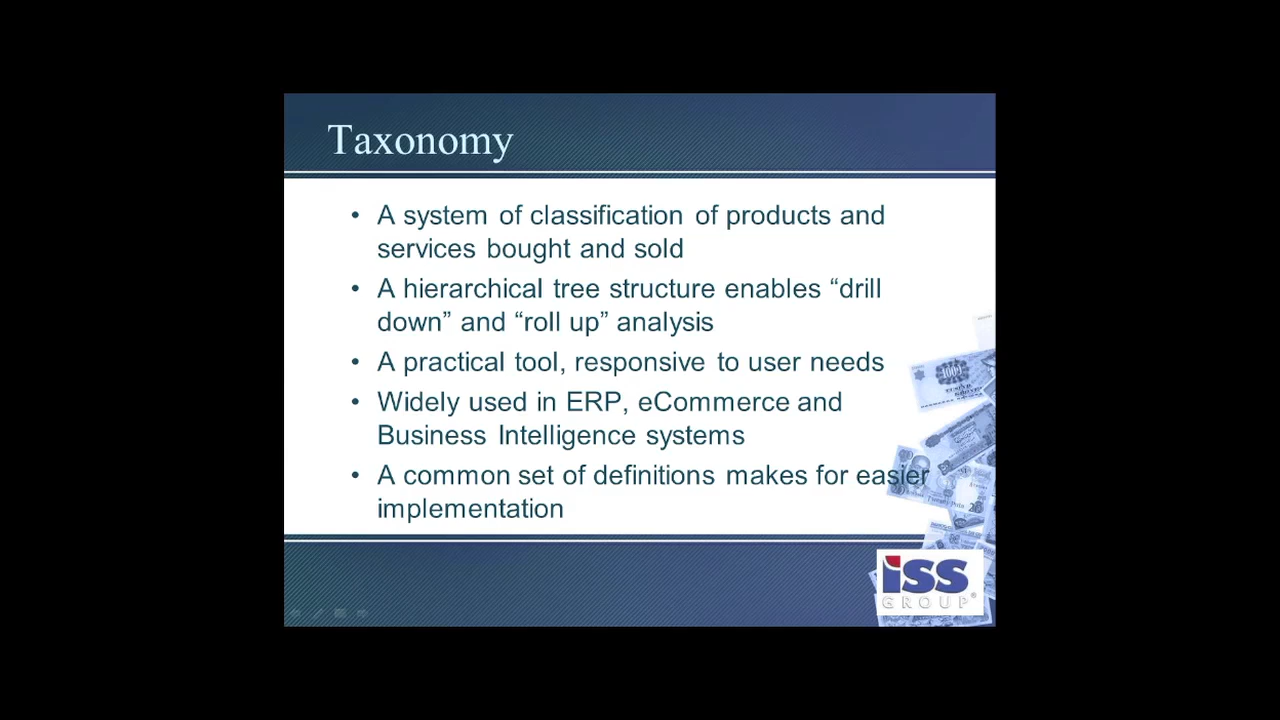 Taxonomy
• A system of classification of products and
services bought and sold
• A hierarchical tree structure enables “drill
down” and “roll up” analysis
• A practical tool, responsive to user needs
• Widely used in ERP, eCommerce and
Business Intelligence systems
• A common set of definitions makes for easier
implementation
iSS
GROUP®